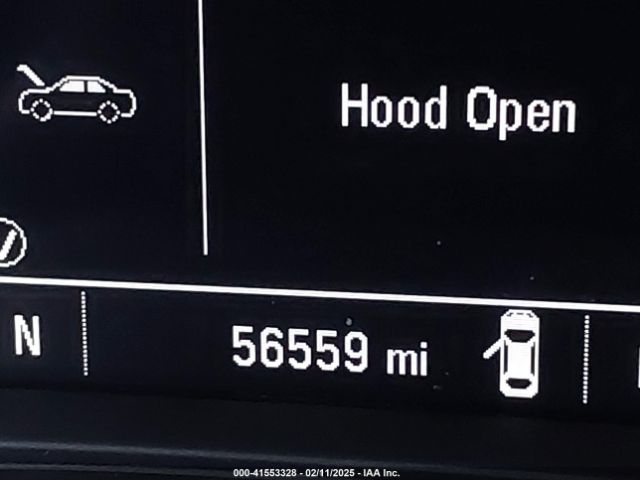 Hood Open
N
56559 mi
000-41553328 - 02/11/2025 - IAA Inc.